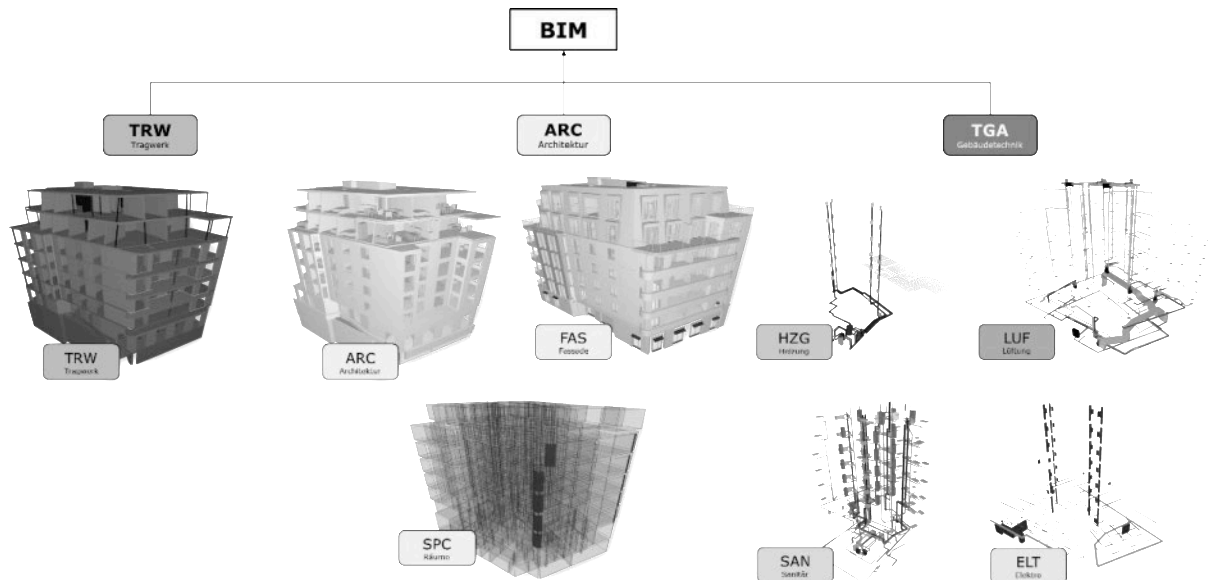 BIM
TRW
Tragwerk
ARC
Architektur
TGA
Gebäudetechnik
TRW
Tragwerk
ARC
Architektur
FAS
Fassade
HZG
Heizung
LUF
Lüftung
SPC
Räume
SAN
Sanitär
ELT
Elektro